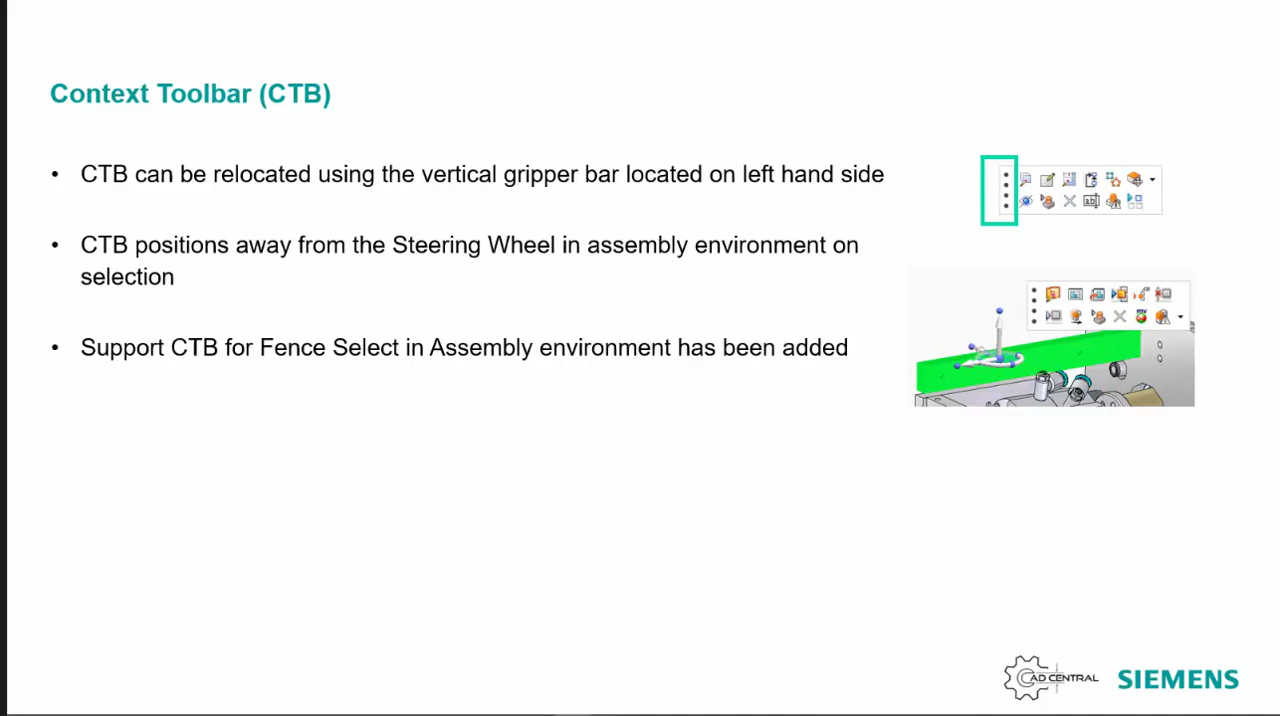 Context Toolbar (CTB)
• CTB can be relocated using the vertical gripper bar located on left hand side
• CTB positions away from the Steering Wheel in assembly environment on
selection
• Support CTB for Fence Select in Assembly environment has been added
CAD CENTRAL
SIEMENS